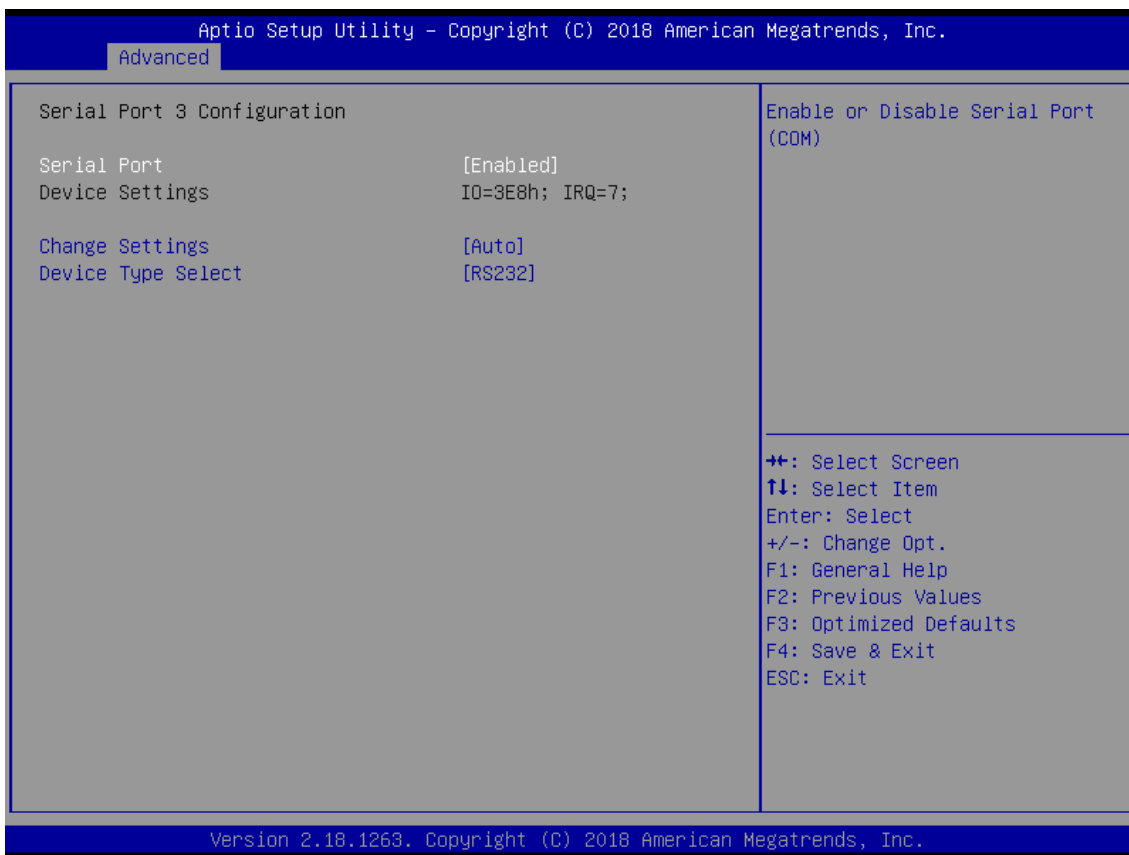 Aptio Setup Utility – Copyright (C) 2018 American Megatrends, Inc.
Advanced
Serial Port 3 Configuration
Serial Port [Enabled]
Device Settings IO=3E8h; IRQ=7;
Change Settings [Auto]
Device Type Select [RS232]
Enable or Disable Serial Port
(COM)
→←: Select Screen
↑↓: Select Item
Enter: Select
+/-: Change Opt.
F1: General Help
F2: Previous Values
F3: Optimized Defaults
F4: Save & Exit
ESC: Exit
Version 2.18.1263. Copyright (C) 2018 American Megatrends, Inc.